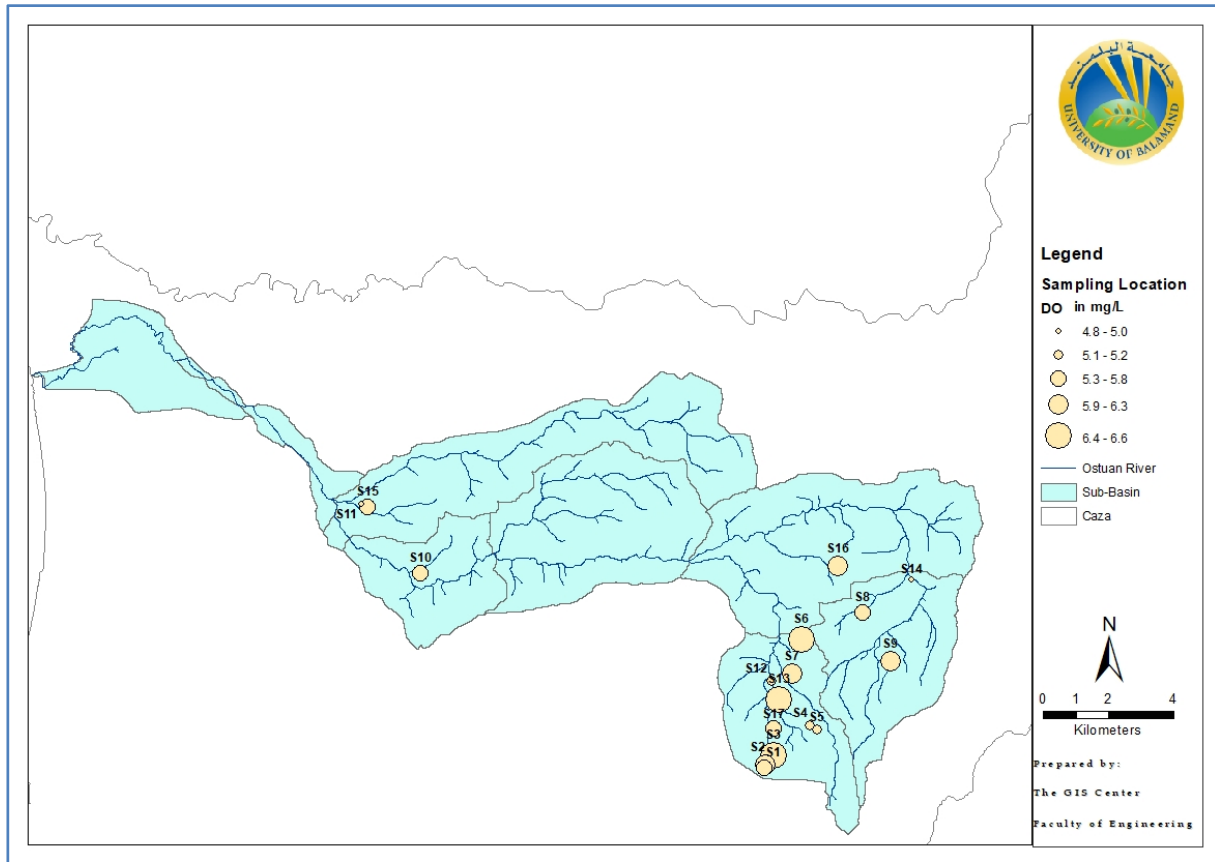 جامعة البلمند
UNIVERSITY OF BALAMAND
Legend
Sampling Location
DO in mg/L
4.8 - 5.0
5.1 - 5.2
5.3 - 5.8
5.9 - 6.3
6.4 - 6.6
Ostuan River
Sub-Basin
Caza
S15
S11
S10
S16
S14
S8
S6
S9
S7
S12
S13
S17
S4
S5
S3
S2
S1
N
0 1 2 4
Kilometers
Prepared by:
The GIS Center
Faculty of Engineering